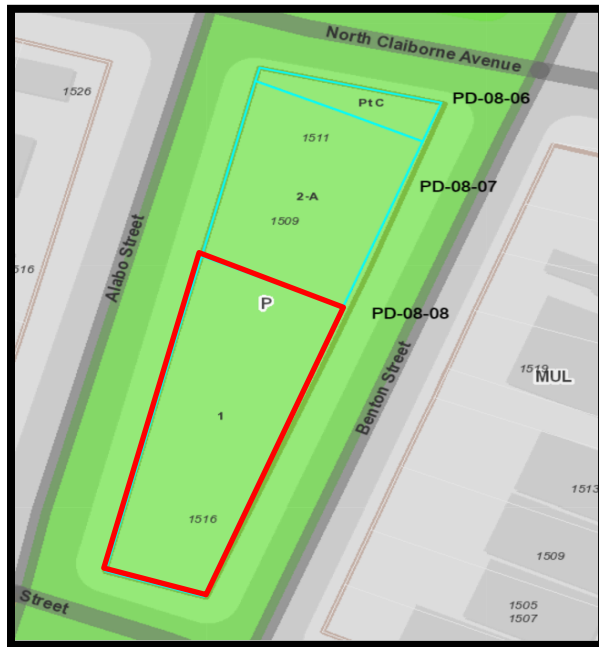 North Claiborne Avenue
1526
Pt C
PD-08-06
1511
PD-08-07
2-A
1509
Alabo Street
516
P
PD-08-08
Benton Street
1519
MUL
1
1513
1516
1509
Street
1505
1507